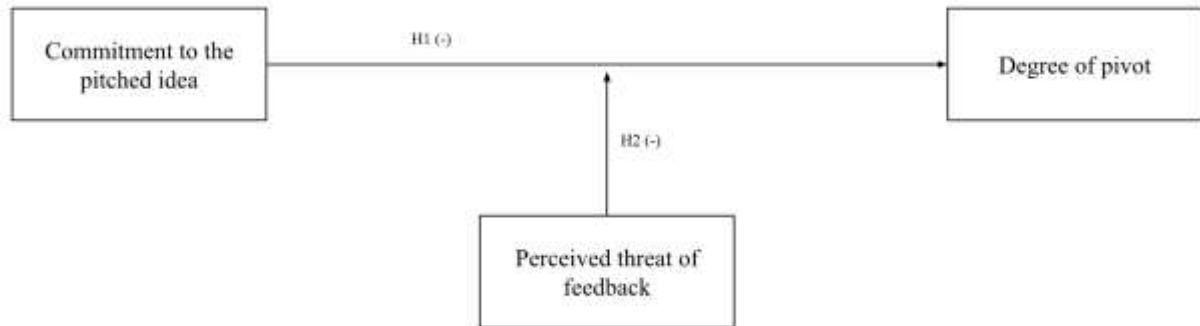 Commitment to the
pitched idea
H1 (-)
Degree of pivot
H2 (-)
Perceived threat of
feedback